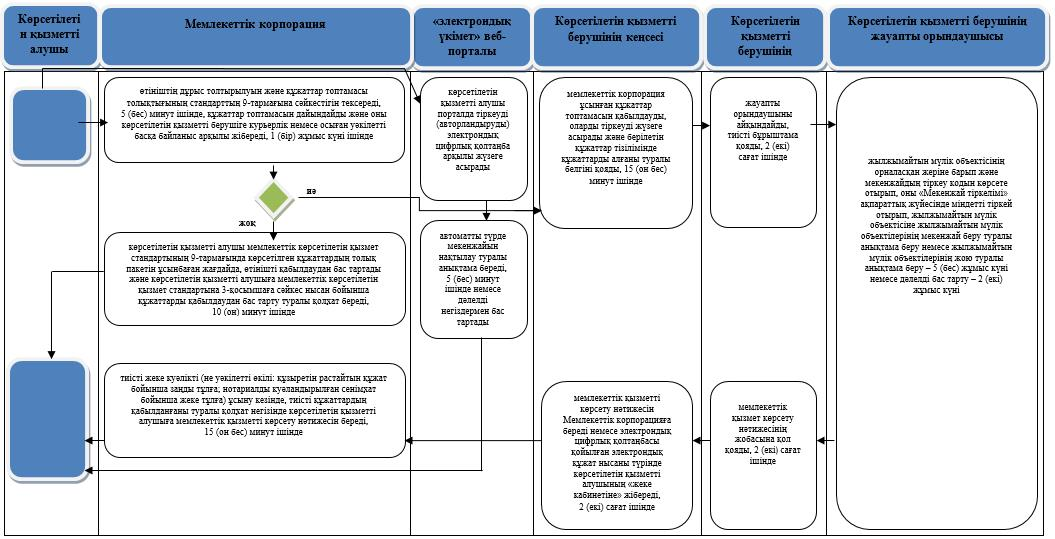 Көрсетілеті
н қызметті
алушы
Мемлекеттік корпорация
«электрондық
үкімет» веб-
порталы
Көрсетілетін қызметті
берушінің кеңсесі
Көрсетілетін
қызметті
берушінің
Көрсетілетін қызметті берушінің
жауапты орындаушысы
өтініштің дұрыс толтырылуын және құжаттар топтамасы
толықтығының стандарттың 9-тармағына сәйкестігін тексереді,
5 (бес) минут ішінде, құжаттар топтамасын дайындайды және оны
көрсетілетін қызметті берушіге курьерлік немесе осыған уәкілетті
басқа байланыс арқылы жібереді, 1 (бір) жұмыс күні ішінде
иә
жоқ
көрсетілетін қызметті алушы мемлекеттік көрсетілетін қызмет
стандартының 9-тармағында көрсетілген құжаттардың толық
пакетін ұсынбаған жағдайда, өтінішті қабылдаудан бас тартады
және көрсетілетін қызметті алушыға мемлекеттік көрсетілетін
қызмет стандартына 3-қосымшаға сәйкес нысан бойынша
құжаттарды қабылдаудан бас тарту туралы қолхат береді,
10 (он) минут ішінде
тиісті жеке куәлікті (не уәкілетті өкілі: құзыретін растайтын құжат
бойынша заңды тұлға; нотариалды куәландырылған сенімхат
бойынша жеке тұлға) ұсыну кезінде, тиісті құжаттардың
қабылданғаны туралы қолхат негізінде көрсетілетін қызметті
алушыға мемлекеттік қызметті көрсету нәтижесін береді,
15 (он бес) минут ішінде
көрсетілетін
қызметті алушы
порталда тіркеуді
(авторландыруды)
электрондық
цифрлық қолтаңба
арқылы жүзеге
асырады
автоматты түрде
мекенжайын
нақтылау туралы
анықтама береді,
5 (бес) минут
ішінде немесе
дәлелді
негіздермен бас
тартады
мемлекеттік корпорация
ұсынған құжаттар
топтамасын қабылдауды,
оларды тіркеуді жүзеге
асырады және берілетін
құжаттар тізілімінде
құжаттарды алғаны туралы
белгіні қояды, 15 (он бес)
минут ішінде
мемлекеттік қызметті
көрсету нәтижесін
Мемлекеттік корпорацияға
береді немесе электрондық
цифрлық қолтаңбасы
қойылған электрондық
құжат нысаны түрінде
көрсетілетін қызметті
алушының «жеке
кабинетіне» жібереді,
2 (екі) сағат ішінде
жауапты
орындаушыны
айқындайды,
тиісті бұрыштама
қояды, 2 (екі)
сағат ішінде
мемлекеттік
қызмет көрсету
нәтижесінің
жобасына қол
қояды, 2 (екі) сағат
ішінде
жылжымайтын мүлік объектісінің
орналасқан жеріне барып және
мекенжайдың тіркеу кодын көрсете
отырып, оны «Мекенжай тіркелімі»
ақпараттық жүйесінде міндетті тіркей
отырып, жылжымайтын мүлік
объектісіне жылжымайтын мүлік
объектілерінің мекенжай беру туралы
анықтама беру немесе жылжымайтын
мүлік объектілерінің жою туралы
анықтама беру – 5 (бес) жұмыс күні
немесе дәлелді бас тарту – 2 (екі)
жұмыс күні